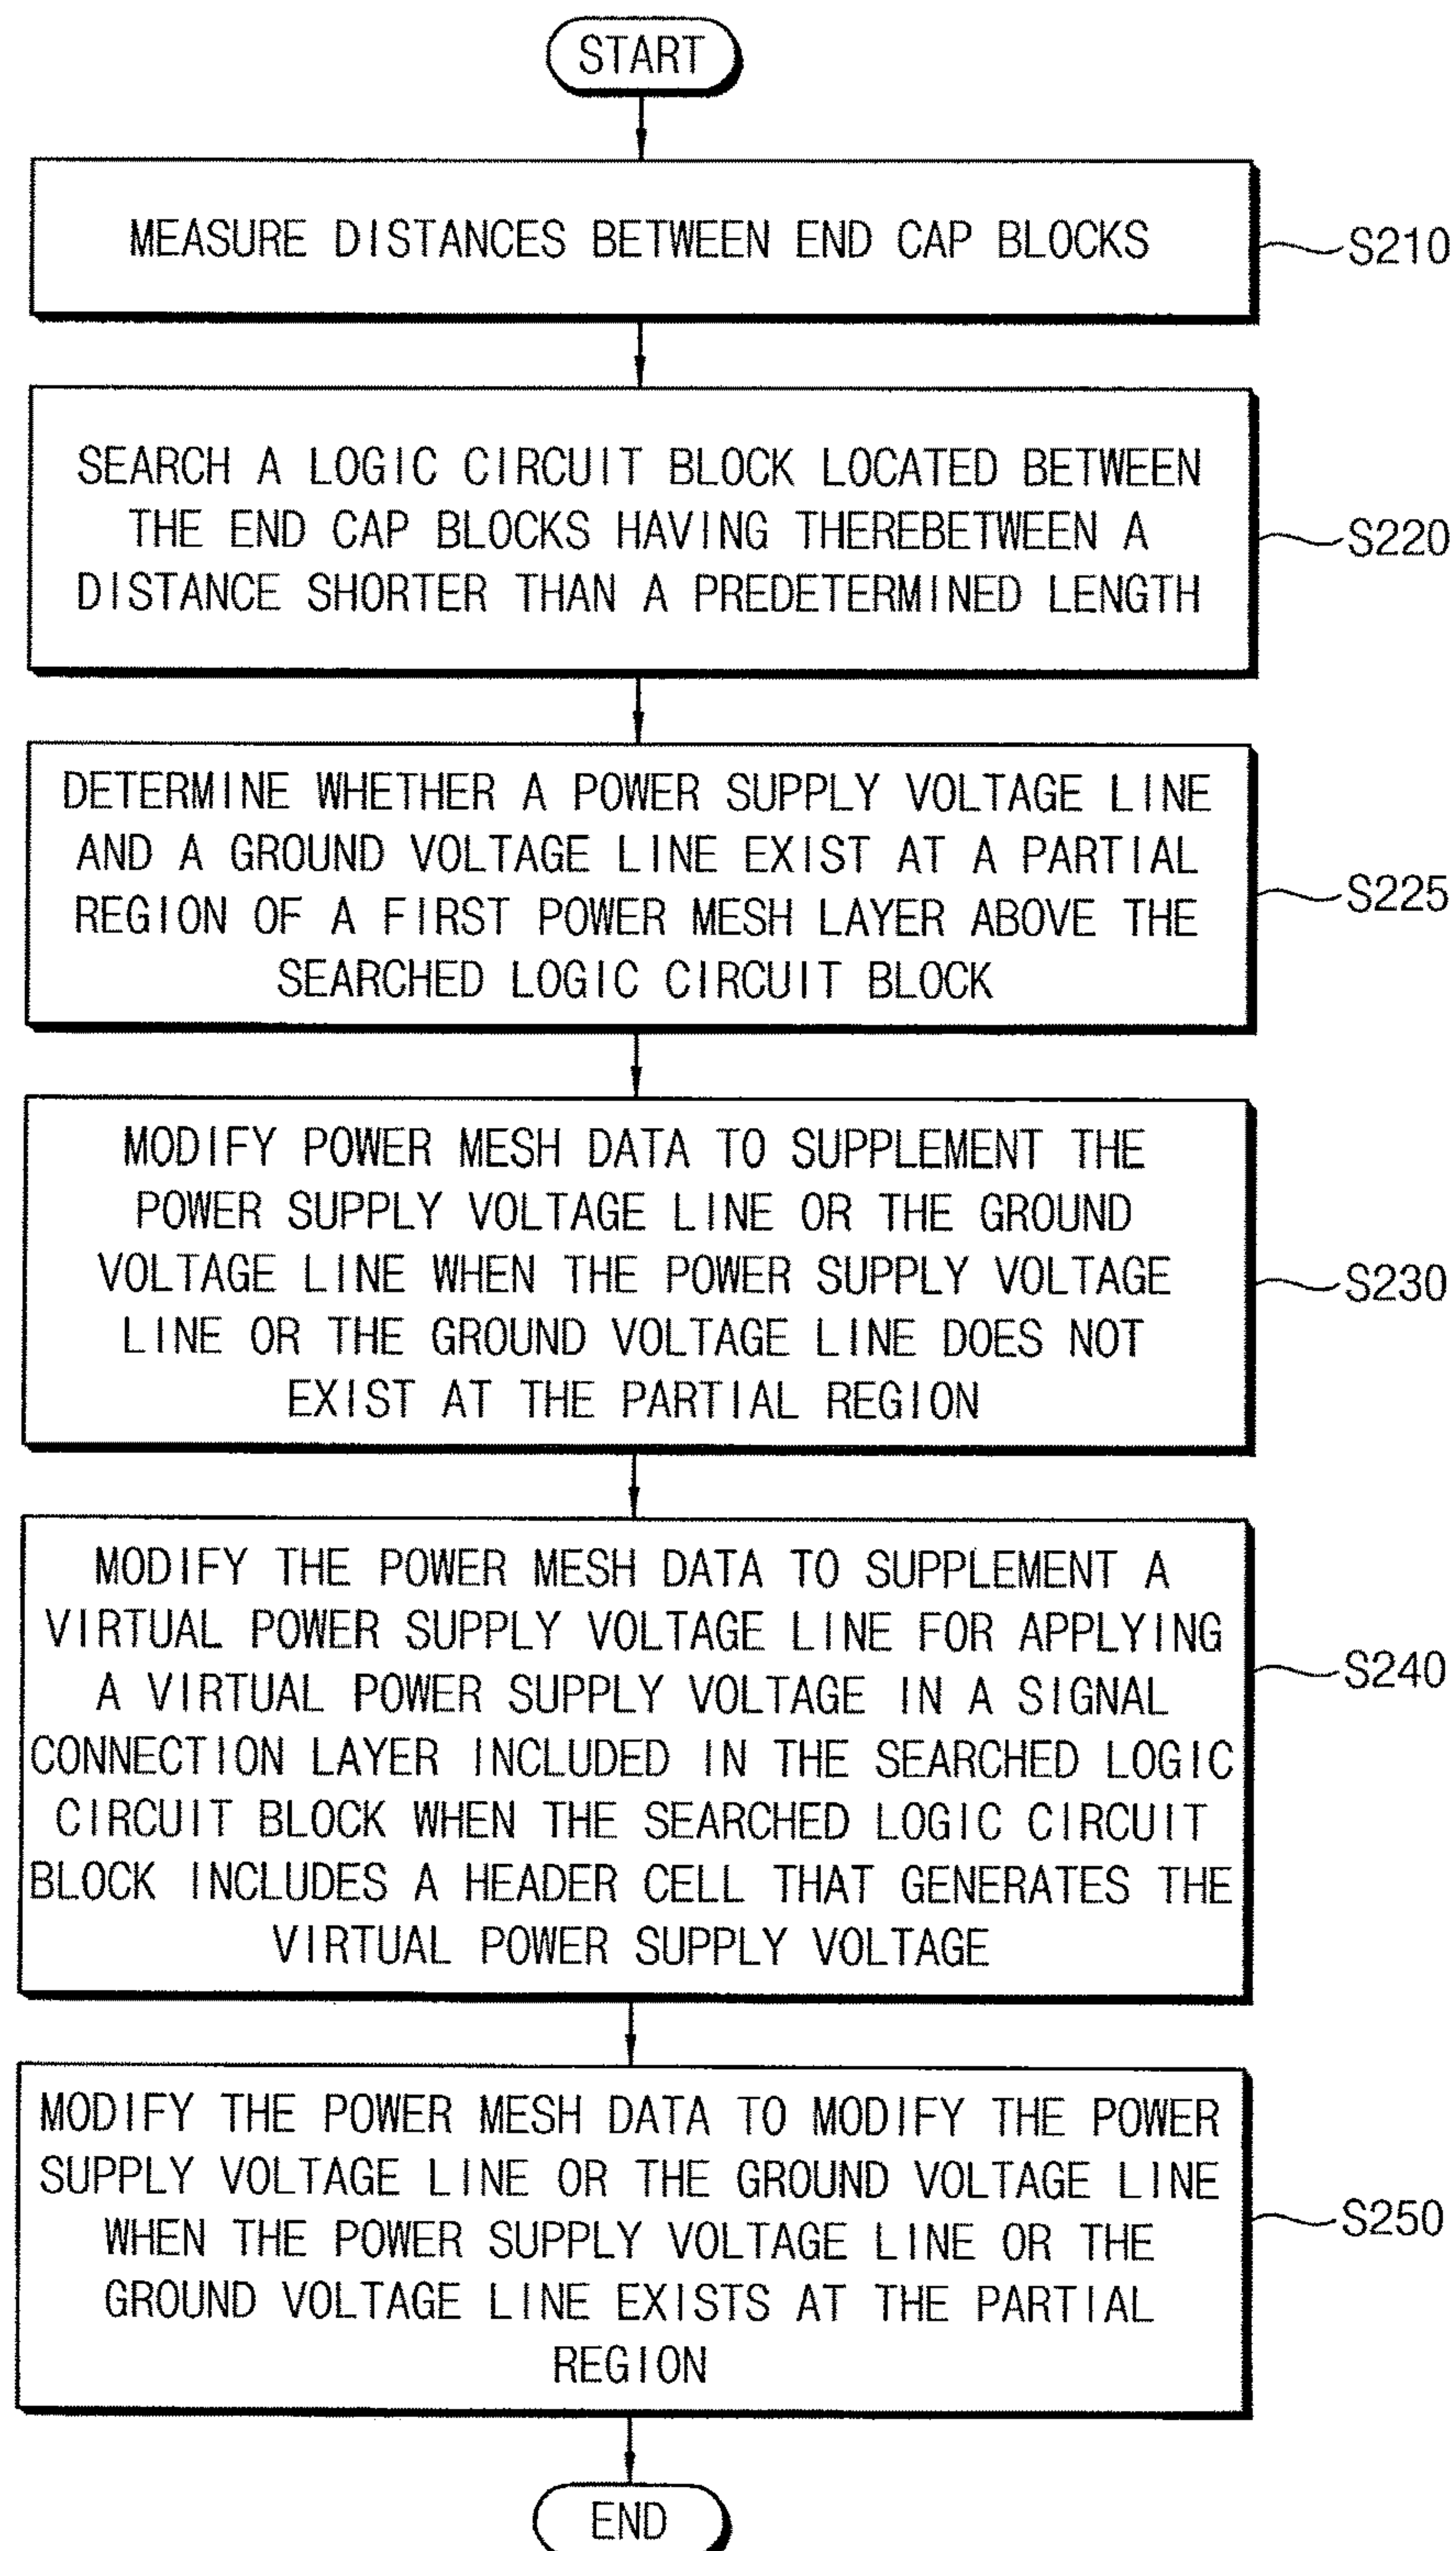 START
MEASURE DISTANCES BETWEEN END CAP BLOCKS
S210
SEARCH A LOGIC CIRCUIT BLOCK LOCATED BETWEEN
THE END CAP BLOCKS HAVING THEREBETWEEN A
DISTANCE SHORTER THAN A PREDETERMINED LENGTH
S220
DETERMINE WHETHER A POWER SUPPLY VOLTAGE LINE
AND A GROUND VOLTAGE LINE EXIST AT A PARTIAL
REGION OF A FIRST POWER MESH LAYER ABOVE THE
SEARCHED LOGIC CIRCUIT BLOCK
S225
MODIFY POWER MESH DATA TO SUPPLEMENT THE
POWER SUPPLY VOLTAGE LINE OR THE GROUND
VOLTAGE LINE WHEN THE POWER SUPPLY VOLTAGE
LINE OR THE GROUND VOLTAGE LINE DOES NOT
EXIST AT THE PARTIAL REGION
S230
MODIFY THE POWER MESH DATA TO SUPPLEMENT A
VIRTUAL POWER SUPPLY VOLTAGE LINE FOR APPLYING
A VIRTUAL POWER SUPPLY VOLTAGE IN A SIGNAL
CONNECTION LAYER INCLUDED IN THE SEARCHED LOGIC
CIRCUIT BLOCK WHEN THE SEARCHED LOGIC CIRCUIT
BLOCK INCLUDES A HEADER CELL THAT GENERATES THE
VIRTUAL POWER SUPPLY VOLTAGE
S240
MODIFY THE POWER MESH DATA TO MODIFY THE POWER
SUPPLY VOLTAGE LINE OR THE GROUND VOLTAGE LINE
WHEN THE POWER SUPPLY VOLTAGE LINE OR THE
GROUND VOLTAGE LINE EXISTS AT THE PARTIAL
REGION
S250
END